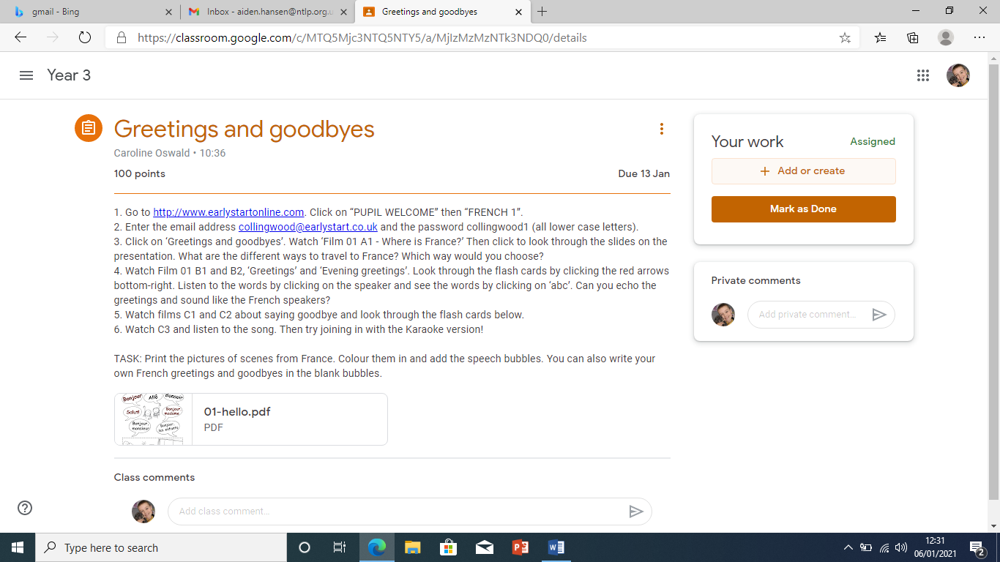 gmail - Bing
Inbox - aiden.hansen@ntlp.org.u
Greetings and goodbyes
https://classroom.google.com/c/MTQ5Mjc3NTQ5NTY5/a/MjIzMzMzNTk3NDQ0/details
Year 3
Greetings and goodbyes
Caroline Oswald • 10:36
100 points
Due 13 Jan
1. Go to http://www.earlystartonline.com. Click on “PUPIL WELCOME” then “FRENCH 1”.
2. Enter the email address collingwood@earlystart.co.uk and the password collingwood1 (all lower case letters).
3. Click on ‘Greetings and goodbyes’. Watch ‘Film 01 A1 - Where is France?’ Then click to look through the slides on the
presentation. What are the different ways to travel to France? Which way would you choose?
4. Watch Film 01 B1 and B2, ‘Greetings’ and ‘Evening greetings’. Look through the flash cards by clicking the red arrows
bottom-right. Listen to the words by clicking on the speaker and see the words by clicking on ‘abc’. Can you echo the
greetings and sound like the French speakers?
5. Watch films C1 and C2 about saying goodbye and look through the flash cards below.
6. Watch C3 and listen to the song. Then try joining in with the Karaoke version!
TASK: Print the pictures of scenes from France. Colour them in and add the speech bubbles. You can also write your
own French greetings and goodbyes in the blank bubbles.
Bonjour
Allô
Bonsoir
Salut!
Bonjour
madame
Bonjour
monsieur
Bonjour
les enfants
01-hello.pdf
PDF
Class comments
Add class comment...
Your work
Assigned
+ Add or create
Mark as Done
Private comments
Add private comment...
Type here to search
12:31
06/01/2021
2